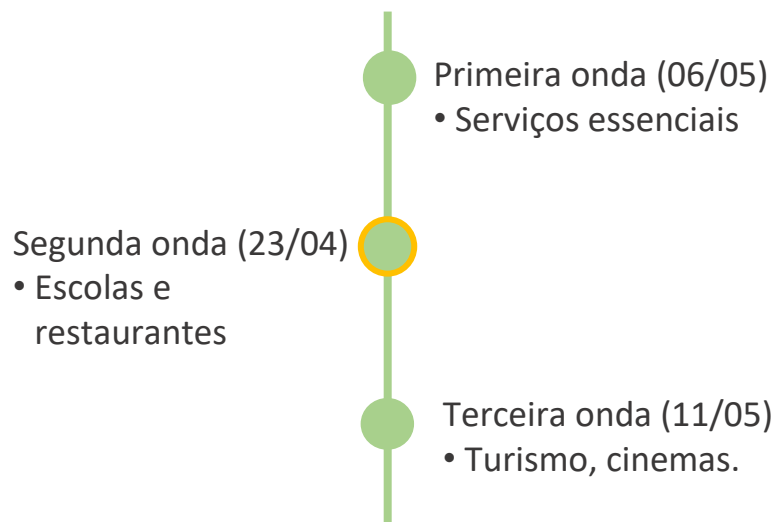 Primeira onda (06/05)
• Serviços essenciais
Segunda onda (23/04)
• Escolas e
restaurantes
Terceira onda (11/05)
• Turismo, cinemas.